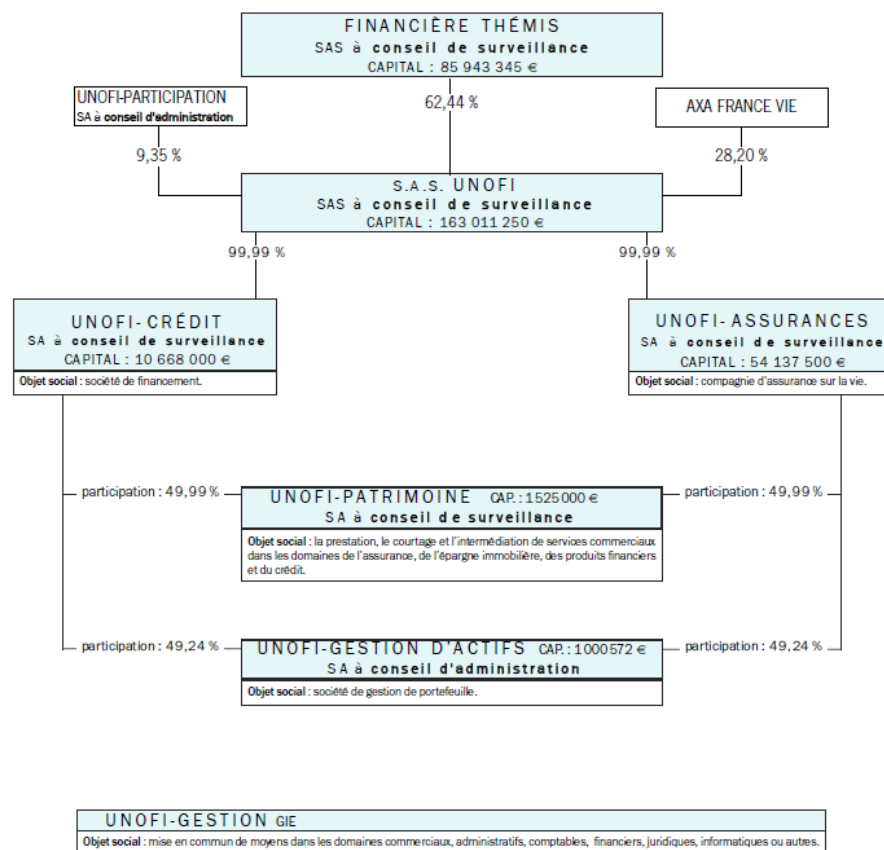 FINANCIÈRE THÉMIS
SAS à conseil de surveillance
CAPITAL : 85 943 345 €
UNOFI-PARTICIPATION
SA à conseil d'administration
62,44 %
AXA FRANCE VIE
9,35 %
28,20 %
S.A.S. UNOFI
SAS à conseil de surveillance
CAPITAL : 163 011 250 €
99,99 %
99,99 %
UNOFI-CRÉDIT
SA à conseil de surveillance
CAPITAL : 10 668 000 €
Objet social : société de financement.
UNOFI-ASSURANCES
SA à conseil de surveillance
CAPITAL : 54 137 500 €
Objet social : compagnie d'assurance sur la vie.
participation : 49,99 %
UNOFI-PATRIMOINE CAP. : 1 525 000 €
SA à conseil de surveillance
participation : 49,99 %
Objet social : la prestation, le courtage et l'intermédiation de services commerciaux
dans les domaines de l'assurance, de l'épargne immobilière, des produits financiers
et du crédit.
participation : 49,24 %
UNOFI-GESTION D'ACTIFS CAP. : 1 000 572 €
SA à conseil d'administration
participation : 49,24 %
Objet social : société de gestion de portefeuille.
UNOFI-GESTION GIE
Objet social : mise en commun de moyens dans les domaines commerciaux, administratifs, comptables, financiers, juridiques, informatiques ou autres.